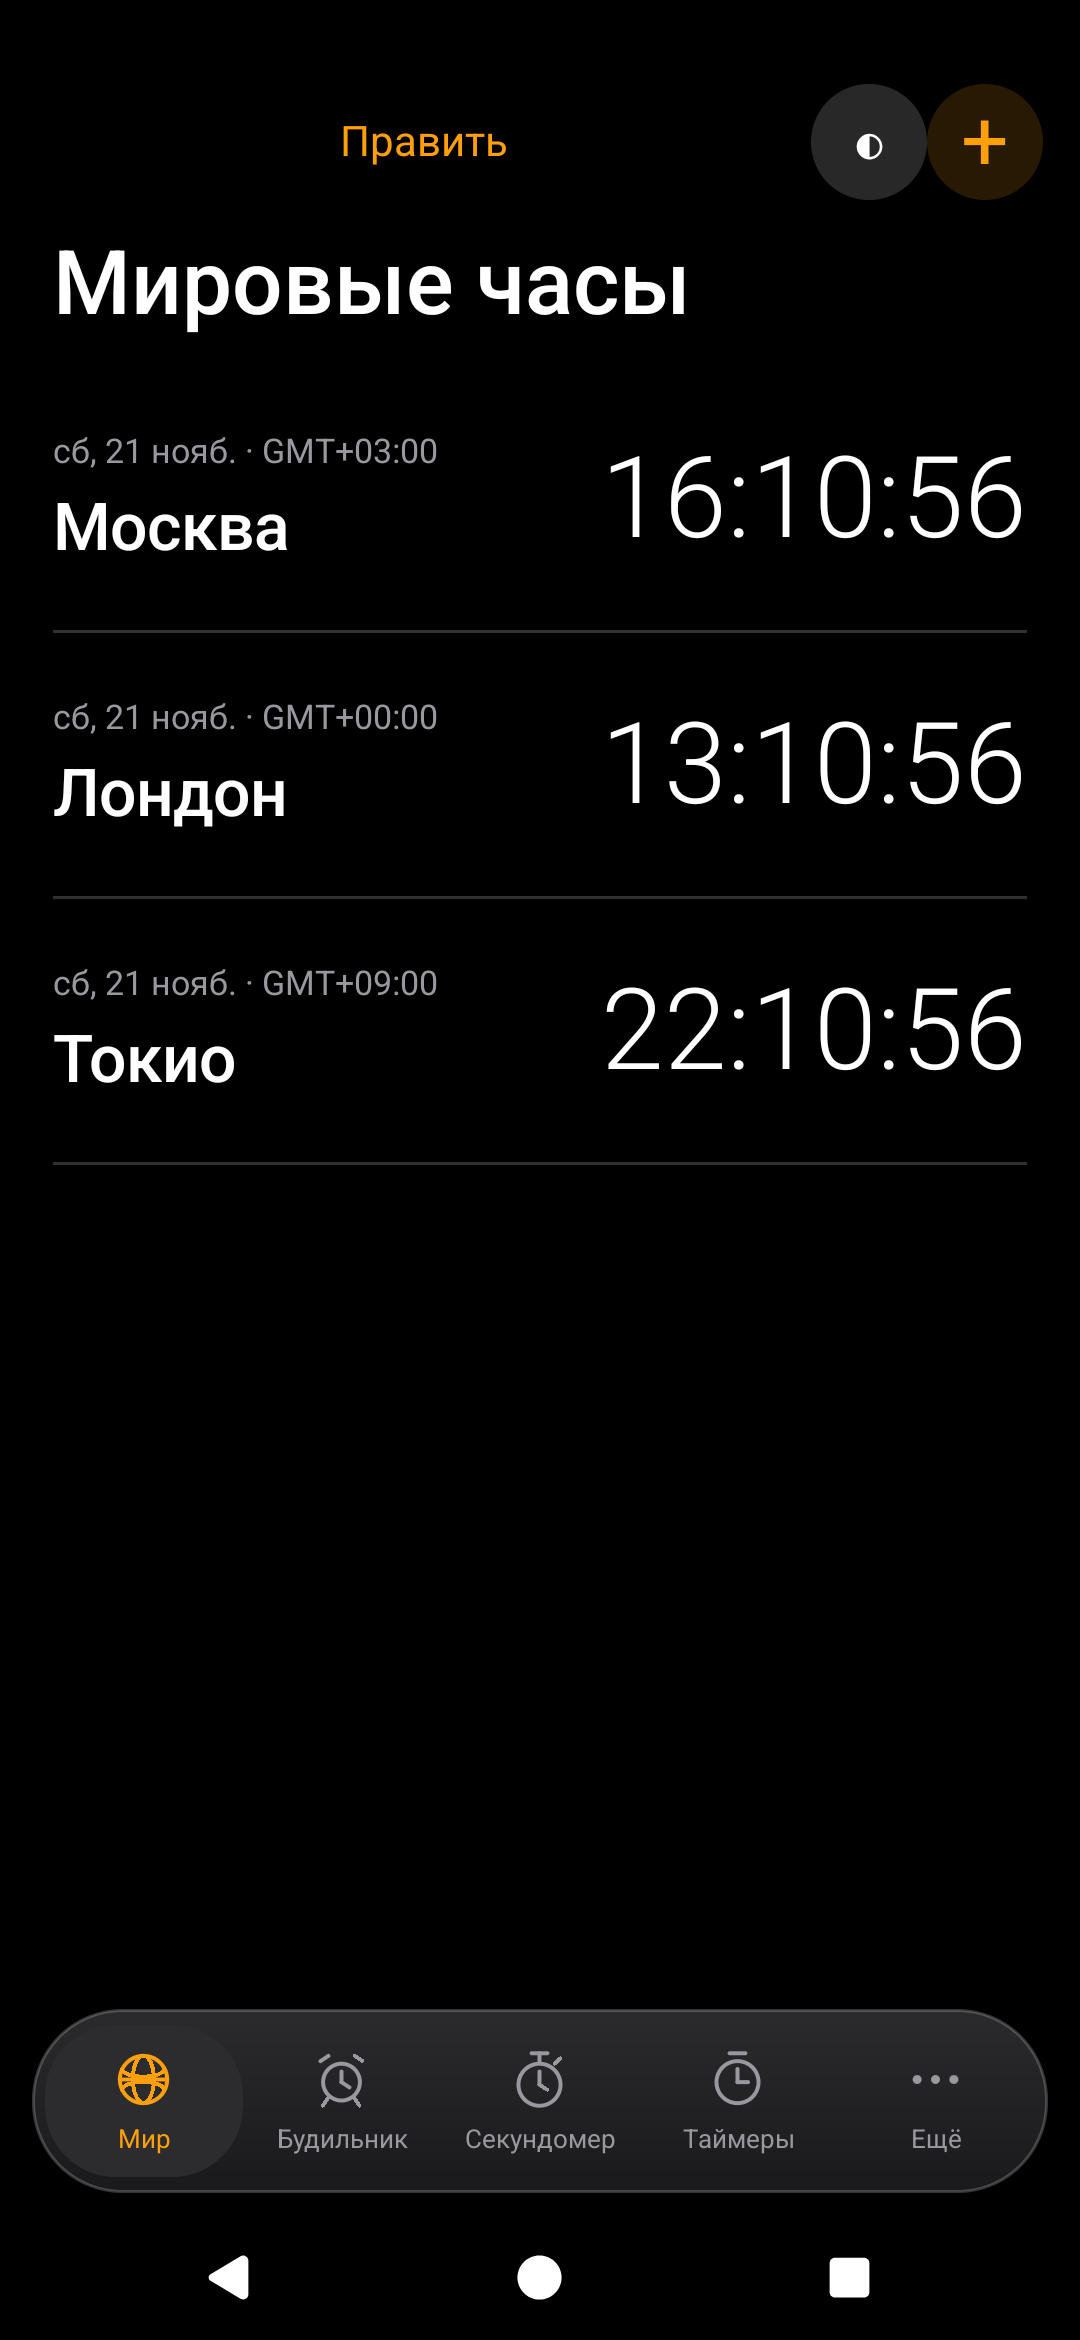 Править
Мировые часы
сб, 21 нояб. · GMT+03:00
Москва
16:10:56
сб, 21 нояб. · GMT+00:00
Лондон
13:10:56
сб, 21 нояб. · GMT+09:00
Токио
22:10:56
Мир
Будильник
Секундомер
Таймеры
Ещё